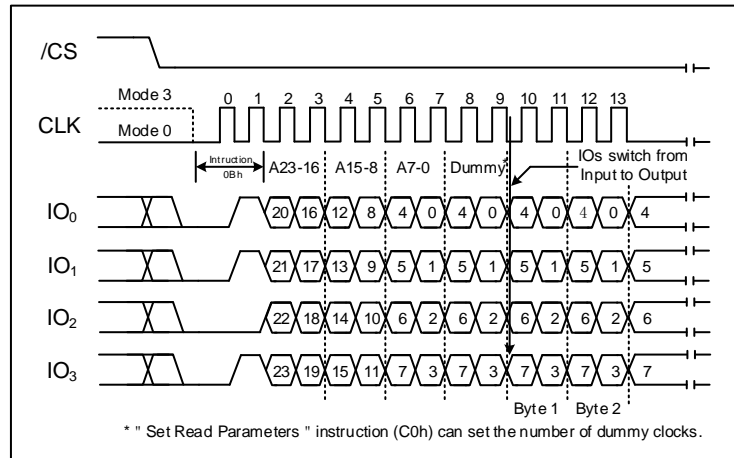 /CS
Mode 3
0 1 2 3 4 5 6 7 8 9 10 11 12 13
CLK
Mode 0
Intruction
0Bh
A23-16 A15-8 A7-0 Dummy*
IOs switch from
Input to Output
IO0 20 16 12 8 4 0 4 0 4 0 4 0 4
IO1 21 17 13 9 5 1 5 1 5 1 5 1 5
IO2 22 18 14 10 6 2 6 2 6 2 6 2 6
IO3 23 19 15 11 7 3 7 3 7 3 7 3 7
Byte 1 Byte 2
* " Set Read Parameters " instruction (C0h) can set the number of dummy clocks.